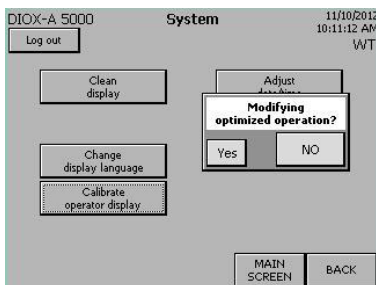 DIOX-A 5000
System
11/10/2012
10:11:12 AM
Log out
WT
Clean
display
Adjust
Modifying
optimized operation?
Yes
NO
Change
display language
Calibrate
operator display
MAIN
SCREEN
BACK